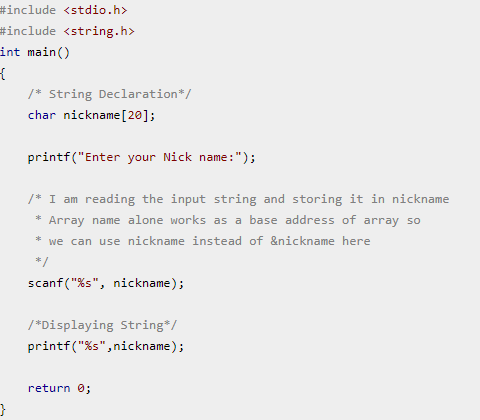 #include <stdio.h>
#include <string.h>
int main()
{
    /* String Declaration*/
    char nickname[20];

    printf("Enter your Nick name:");

    /* I am reading the input string and storing it in nickname
     * Array name alone works as a base address of array so
     * we can use nickname instead of &nickname here
     */
    scanf("%s", nickname);

    /*Displaying String*/
    printf("%s",nickname);

    return 0;
}